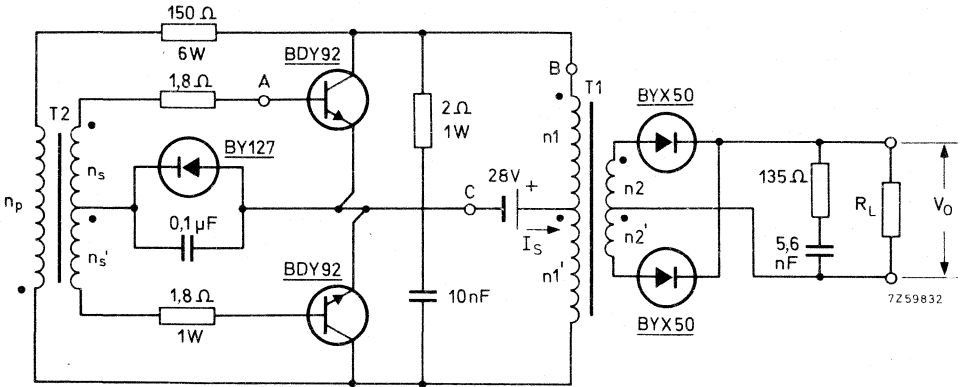 150 Ω
6W
BDY92
B
T1
BYX50
1,8 Ω
A
T2
2 Ω
1W
n1
n_s
BY127
28V
+
C
n2
135 Ω
R_L
V_O
n_p
0,1 µF
I_S
n2'
n_s'
n1'
5,6
nF
BDY92
10nF
1,8 Ω
1W
BYX50
7Z59832